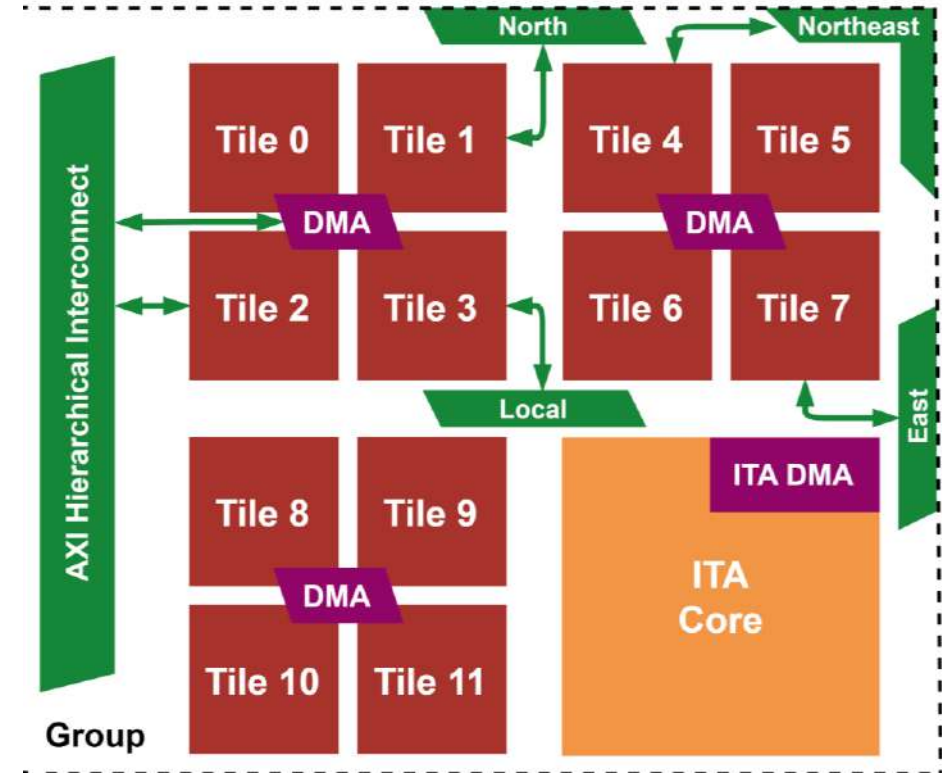 North
Northeast
Tile 0
Tile 1
Tile 4
Tile 5
DMA
DMA
AXI Hierarchical Interconnect
Tile 2
Tile 3
Tile 6
Tile 7
Local
East
Tile 8
Tile 9
ITA DMA
DMA
ITA
Core
Tile 10
Tile 11
Group